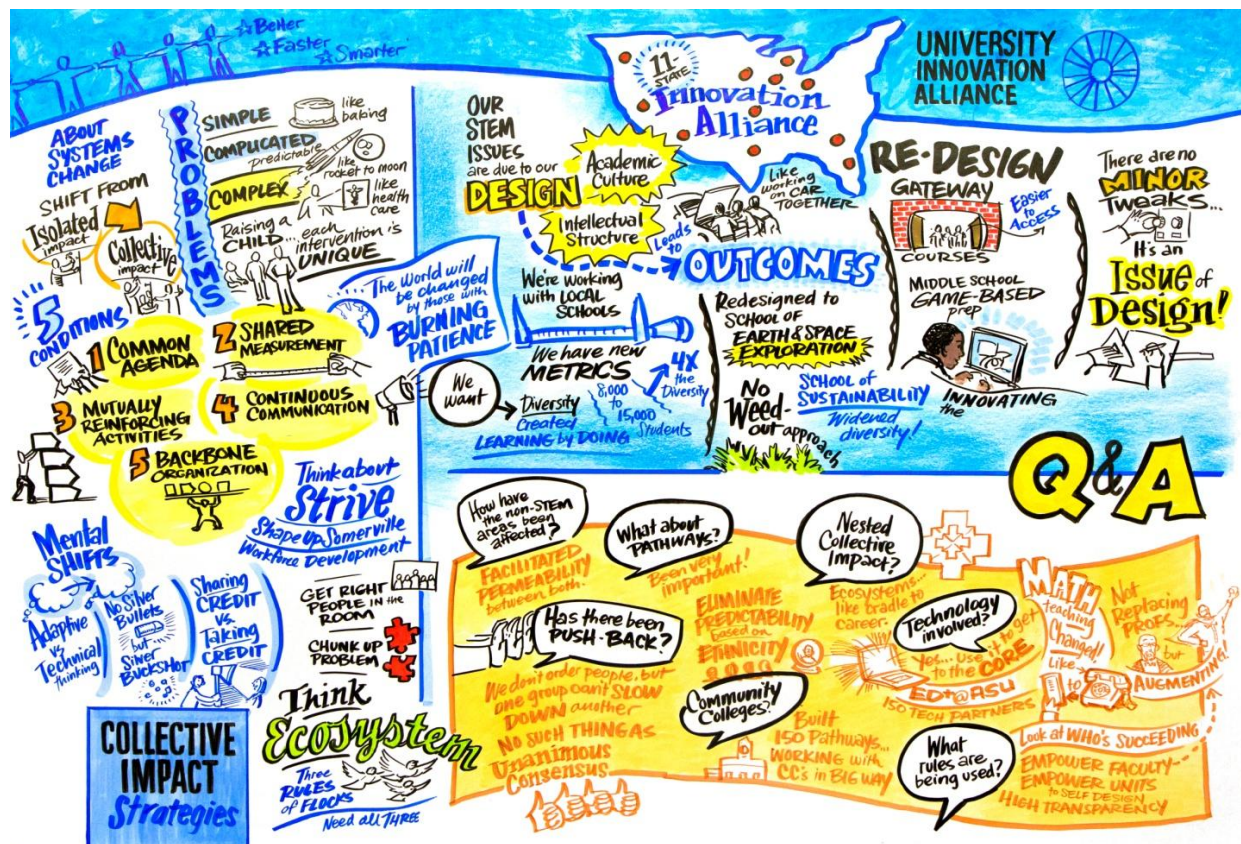 ☆Better
☆Faster
☆Smarter
ABOUT
SYSTEMS
CHANGE
SHIFT FROM
Isolated
impact
Collective
impact
PROBLEMS
SIMPLE
like
baking
COMPLICATED
predictable
like
rocket to moon
COMPLEX
like
health
care
Raising a
CHILD... each
intervention is
UNIQUE
The World will
be changed
by those with
BURNING
PATIENCE
5
CONDITIONS
1 COMMON
AGENDA
2 SHARED
MEASUREMENT
3 MUTUALLY
REINFORCING
ACTIVITIES
4 CONTINUOUS
COMMUNICATION
5 BACKBONE
ORGANIZATION
Think about
Strive
Shape Up Somerville
Workforce Development
Mental
SHIFTS
Adaptive
vs
Technical
thinking
No Silver
Bullets
but
Silver
BUCKSHOT
Sharing
CREDIT
vs.
Taking
CREDIT
GET RIGHT
PEOPLE IN the
ROOM
CHUNK UP
PROBLEM
Think
Ecosystem
Three
RULES
of FLOCKS
Need all THREE
COLLECTIVE
IMPACT
Strategies
11-
STATE
Innovation
Alliance
UNIVERSITY
INNOVATION
ALLIANCE
OUR
STEM
ISSUES
are due to our
DESIGN
Academic
Culture
Intellectual
Structure
Leads
to
OUTCOMES
Like
working
on CAR
TOGETHER
We're working
with LOCAL
SCHOOLS
We have new
METRICS
We
want
Diversity
Created
LEARNING by DOING
8,000
to
15,000
Students
4X
the
Diversity
Redesigned to
SCHOOL OF
EARTH & SPACE
EXPLORATION
No
Weed-
out approach
SCHOOL OF
SUSTAINABILITY
Widened
diversity!
RE-DESIGN
GATEWAY
COURSES
Easier
to
ACCESS
MIDDLE SCHOOL
GAME-BASED
prep
INNOVATING
the
There are no
MINOR
TWEAKS...
It's an
Issue of
Design!
Q&A
How have
the non-STEM
areas been
affected?
FACILITATED
PERMEABILITY
between both.
What about
PATHWAYS?
Been very
important!
ELIMINATE
PREDICTABILITY
based on
ETHNICITY
Has there been
PUSH-BACK?
We don't order people, but
one group can't SLOW
DOWN another
NO SUCH THING AS
Unanimous
Consensus
Nested
Collective
Impact?
Ecosystems...
like bradle to
career.
Technology
involved?
Yes... use it to get
to the CORE
ED+@ASU
150 TECH PARTNERS
Community
Colleges?
Built
150 Pathways...
WORKING with
CC's in BIG WAY
MATH
teaching
Changed!
Like
to
Not
Replacing
PROFS...
but
AUGMENTING!
What
rules are
being used?
Look at WHO's SUCCEEDING
EMPOWER FACULTY--
EMPOWER UNITS
to SELF DESIGN
HIGH TRANSPARENCY